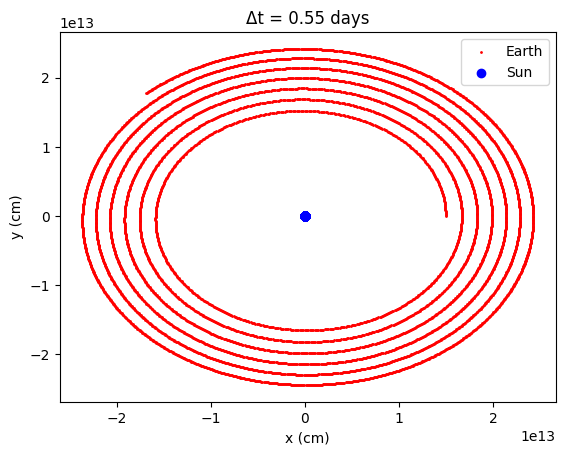 Δt = 0.55 days
1e13
Earth
Sun
2
1
0
−1
−2
y (cm)
−2 −1 0 1 2
x (cm)
1e13